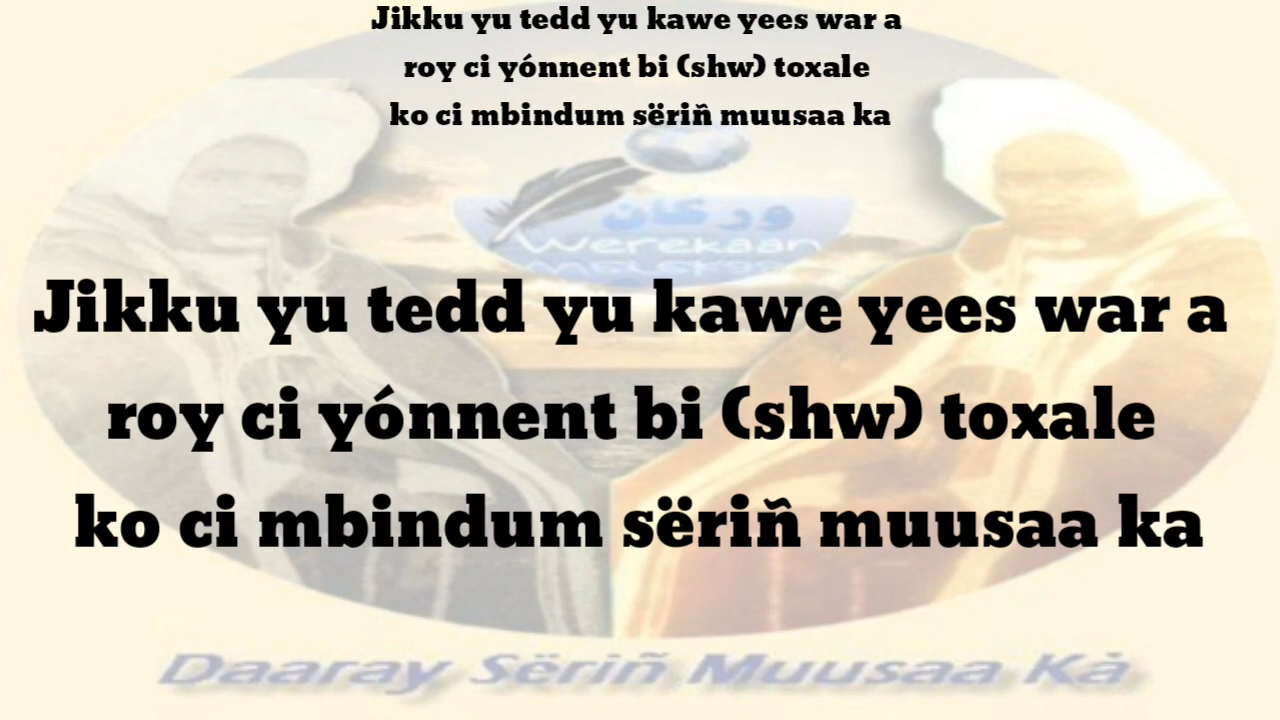 Jikku yu tedd yu kawe yees war a
roy ci yónnent bi (shw) toxale
ko ci mbindum sëriñ muusaa ka
وركان
Werekaan
Jikku yu tedd yu kawe yees war a
roy ci yónnent bi (shw) toxale
ko ci mbindum sëriñ muusaa ka
Daaray Sëriñ Muusaa Kà